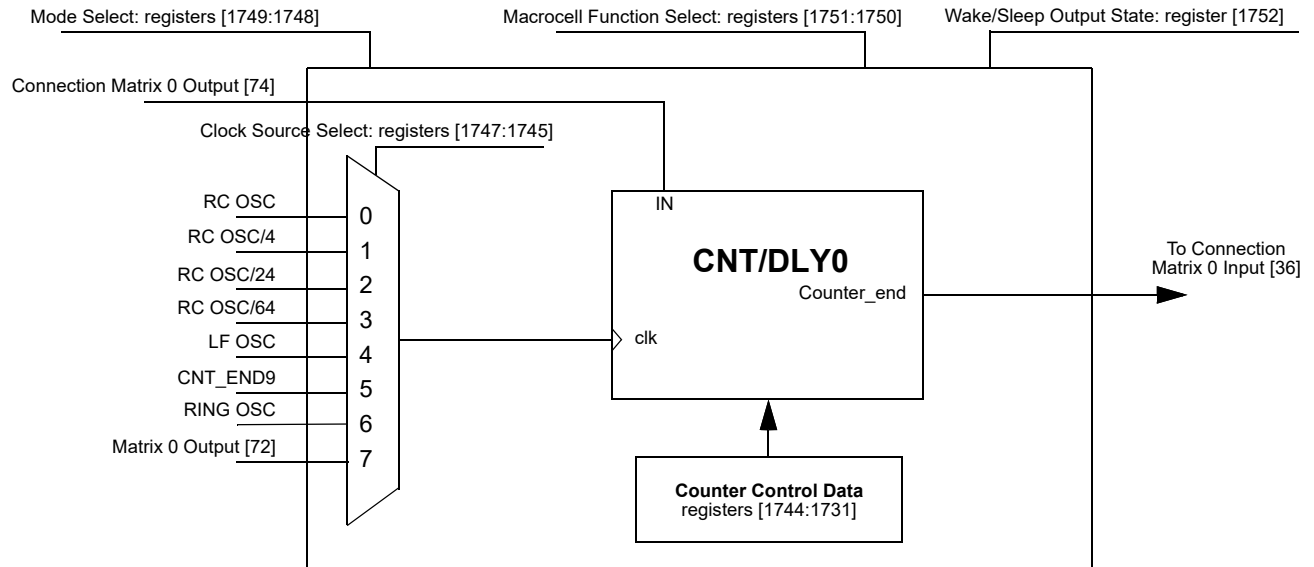 Mode Select: registers [1749:1748]
Macrocell Function Select: registers [1751:1750]
Wake/Sleep Output State: register [1752]
Connection Matrix 0 Output [74]
Clock Source Select: registers [1747:1745]
RC OSC
0
RC OSC/4
1
RC OSC/24
2
RC OSC/64
3
LF OSC
4
CNT_END9
5
RING OSC
6
Matrix 0 Output [72]
7
IN
CNT/DLY0
Counter_end
clk
To Connection
Matrix 0 Input [36]
Counter Control Data
registers [1744:1731]